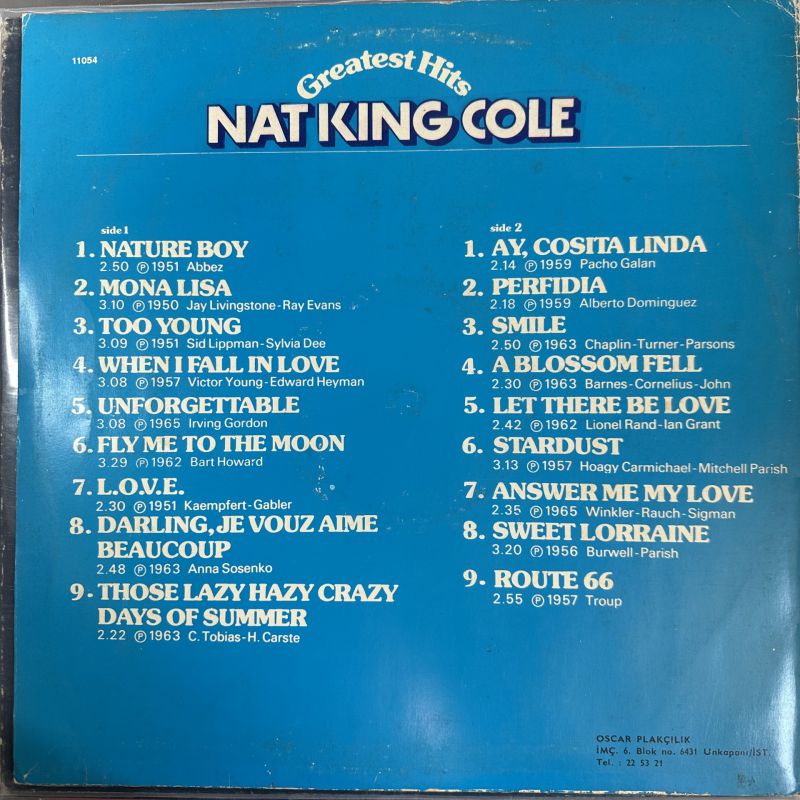 11054
Greatest Hits
NAT KING COLE
side 1
1. NATURE BOY
2.50 ℗ 1951 Abbez
2. MONA LISA
3.10 ℗ 1950 Jay Livingstone-Ray Evans
3. TOO YOUNG
3.09 ℗ 1951 Sid Lippman-Sylvia Dee
4. WHEN I FALL IN LOVE
3.08 ℗ 1957 Victor Young-Edward Heyman
5. UNFORGETTABLE
3.08 ℗ 1965 Irving Gordon
6. FLY ME TO THE MOON
3.29 ℗ 1962 Bart Howard
7. L.O.V.E.
2.30 ℗ 1951 Kaempfert-Gabler
8. DARLING, JE VOUZ AIME
BEAUCOUP
2.48 ℗ 1963 Anna Sosenko
9. THOSE LAZY HAZY CRAZY
DAYS OF SUMMER
2.22 ℗ 1963 C. Tobias-H. Carste
side 2
1. AY, COSITA LINDA
2.14 ℗ 1959 Pacho Galan
2. PERFIDIA
2.18 ℗ 1959 Alberto Dominguez
3. SMILE
2.50 ℗ 1963 Chaplin-Turner-Parsons
4. A BLOSSOM FELL
2.30 ℗ 1963 Barnes-Cornelius-John
5. LET THERE BE LOVE
2.42 ℗ 1962 Lionel Rand-Ian Grant
6. STARDUST
3.13 ℗ 1957 Hoagy Carmichael-Mitchell Parish
7. ANSWER ME MY LOVE
2.35 ℗ 1965 Winkler-Rauch-Sigman
8. SWEET LORRAINE
3.20 ℗ 1956 Burwell-Parish
9. ROUTE 66
2.55 ℗ 1957 Troup
OSCAR PLAKÇILIK
İMÇ. 6. Blok no. 6431 Unkapanı/İST.
Tel. : 22 53 21